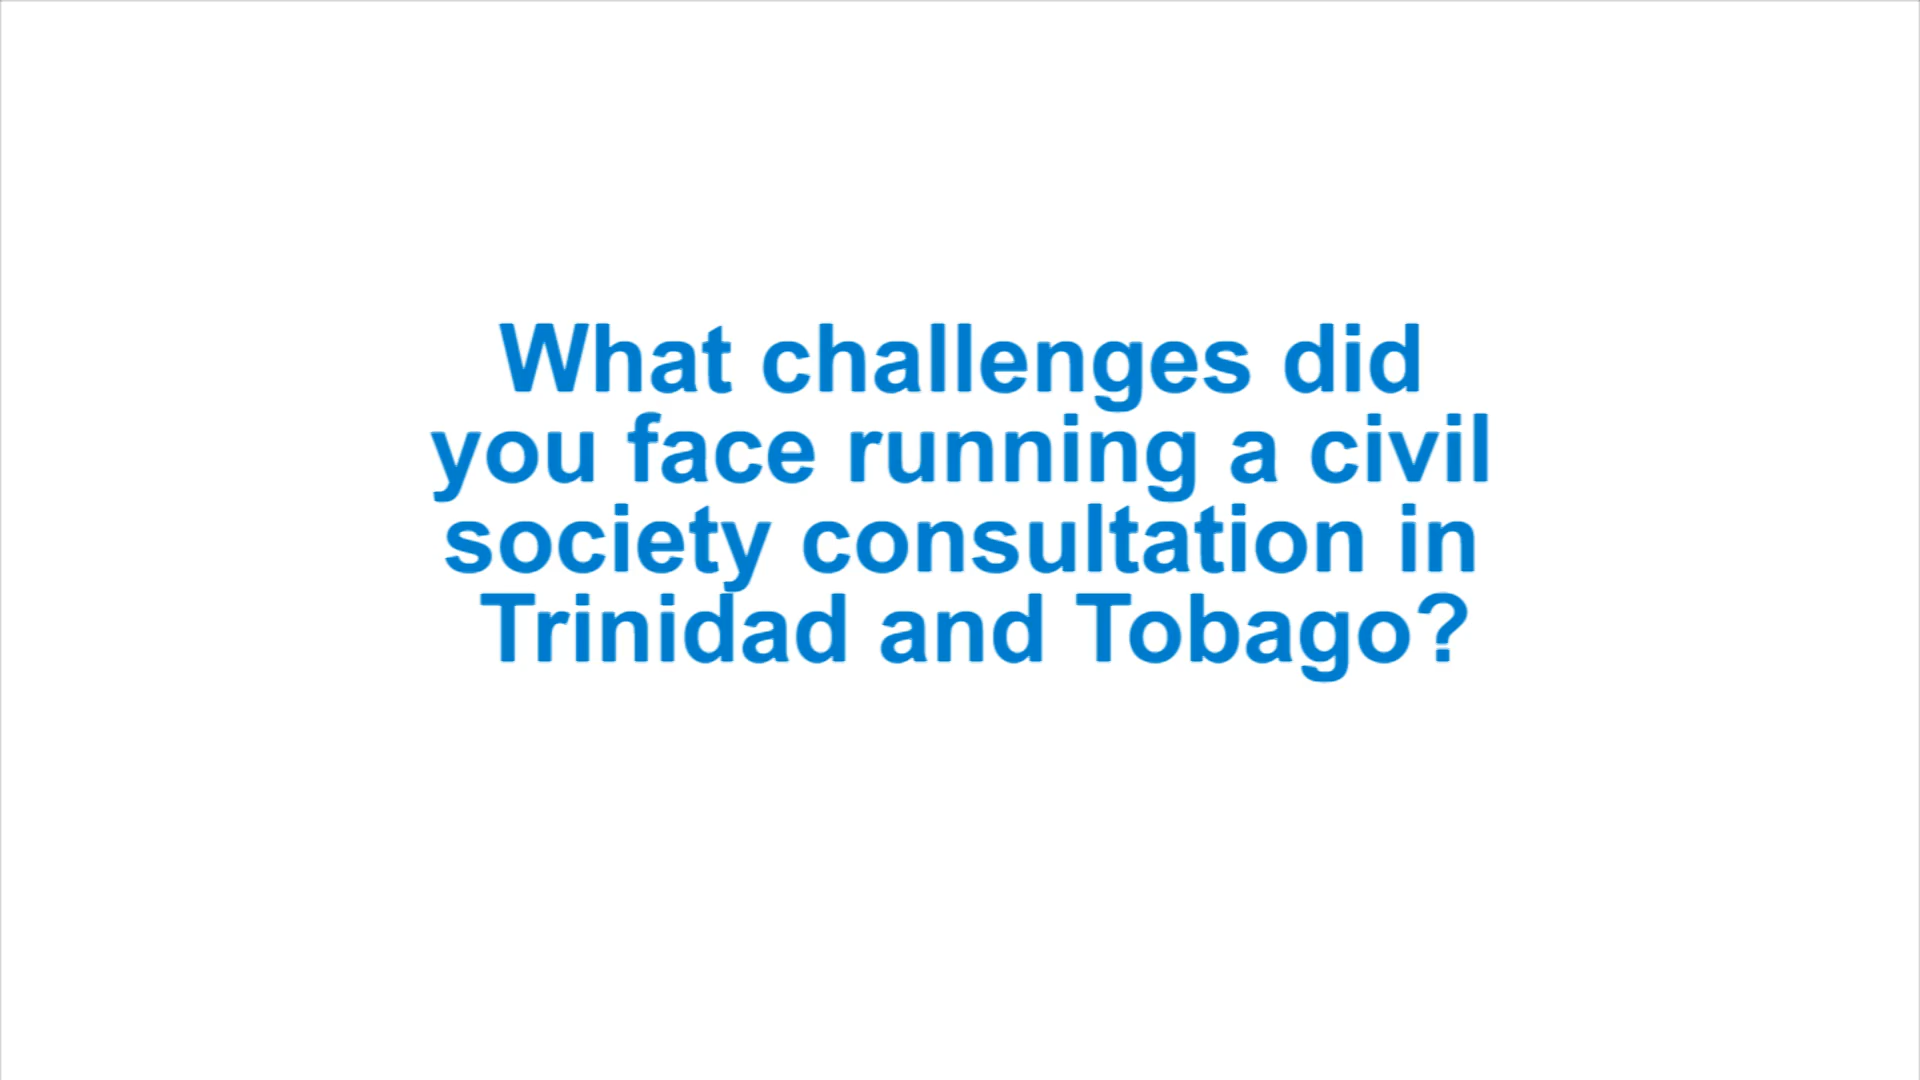 What challenges did
you face running a civil
society consultation in
Trinidad and Tobago?